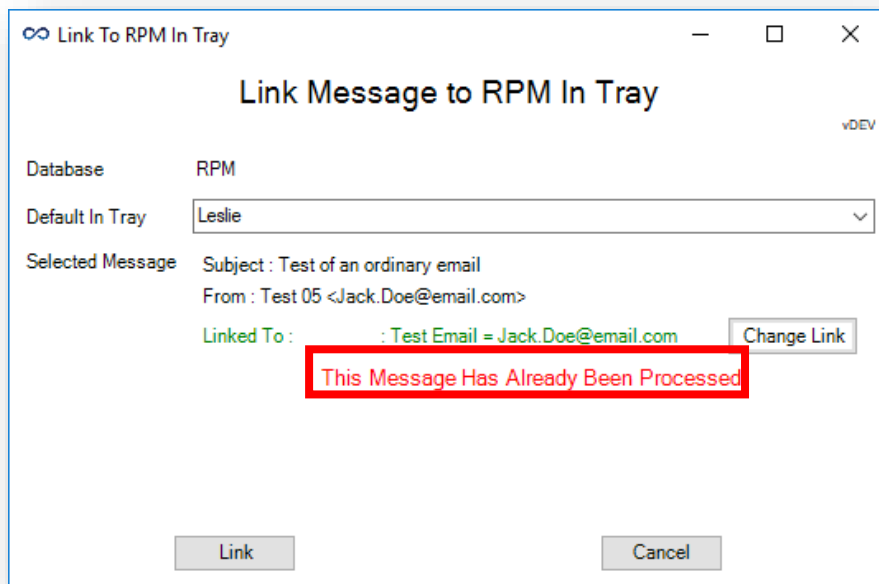 Link To RPM In Tray
Link Message to RPM In Tray
vDEV
Database RPM
Default In Tray Leslie
Selected Message Subject : Test of an ordinary email
From : Test 05 <Jack.Doe@email.com>
Linked To : : Test Email = Jack.Doe@email.com Change Link
This Message Has Already Been Processed
Link Cancel